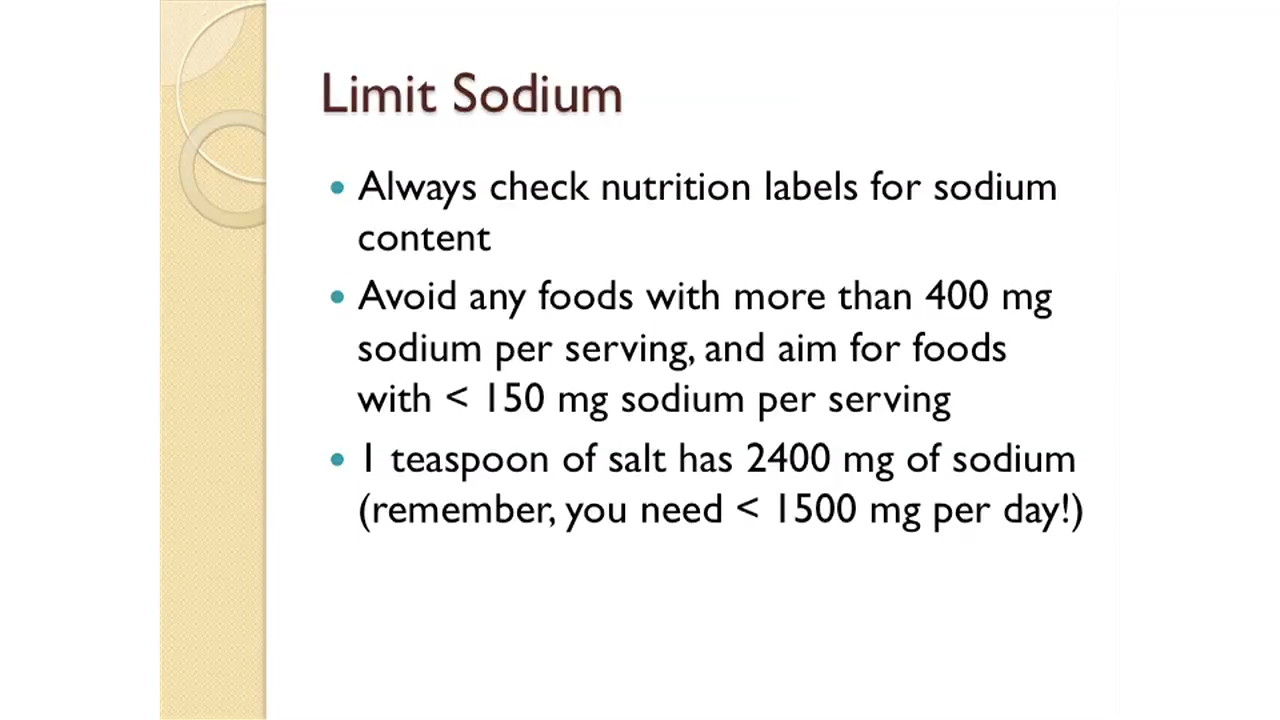 Limit Sodium
• Always check nutrition labels for sodium
content
• Avoid any foods with more than 400 mg
sodium per serving, and aim for foods
with < 150 mg sodium per serving
• 1 teaspoon of salt has 2400 mg of sodium
(remember, you need < 1500 mg per day!)